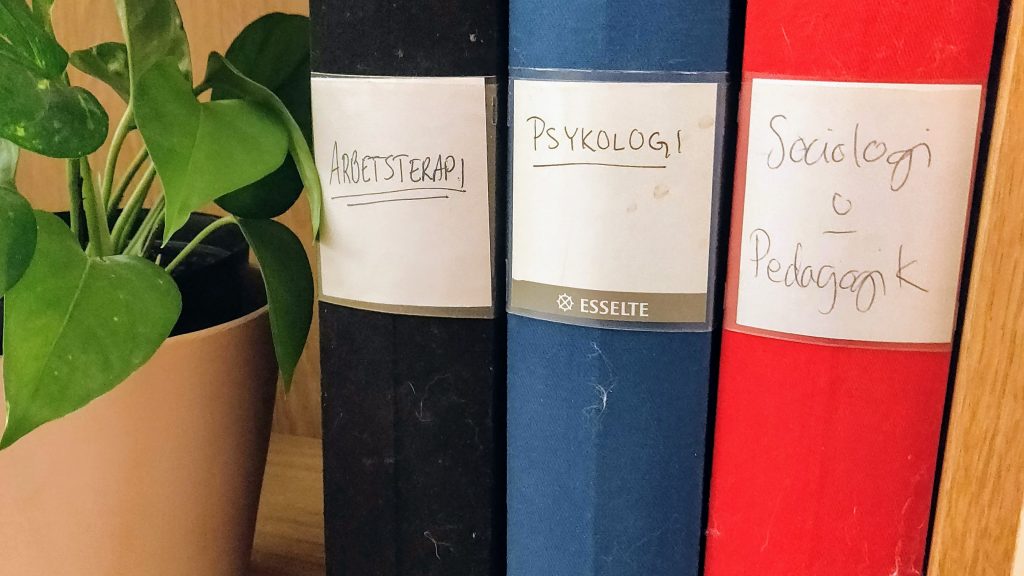 ARBETSTERAPI
PSYKOLOGI
ESSELTE
Sociologi
o
Pedagogik